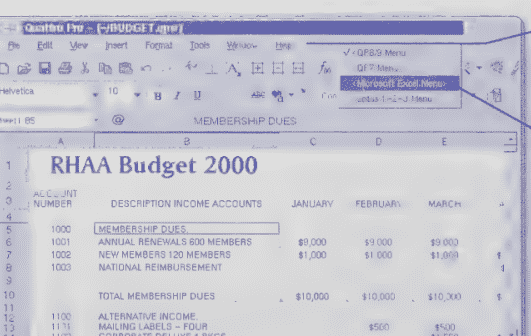 Quattro Pro - [~/BUDGET.qpw]
File Edit View Insert Format Tools Window Help
<QP8/9 Menu>
QP7 Menu
<Microsoft Excel Menu>
Lotus 1-2-3 Menu
Helvetica 10 B I U ABC
B5 @ MEMBERSHIP DUES
A B C D E
1 RHAA Budget 2000
2
3 ACCOUNT
NUMBER DESCRIPTION INCOME ACCOUNTS JANUARY FEBRUARY MARCH
4
5 1000 MEMBERSHIP DUES
6 1001 ANNUAL RENEWALS 600 MEMBERS $9,000 $9,000 $9,000
7 1002 NEW MEMBERS 120 MEMBERS $1,000 $1,000 $1,000
8 1003 NATIONAL REIMBURSEMENT
9
10 TOTAL MEMBERSHIP DUES $10,000 $10,000 $10,000
11
12 1100 ALTERNATIVE INCOME
13 MAILING LABELS - FOUR $500 $500